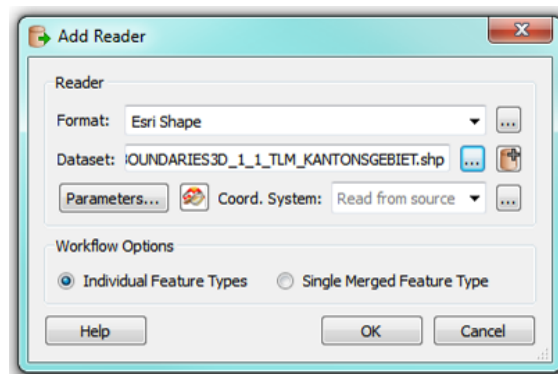 Add Reader
Reader
Format: Esri Shape ...
Dataset: OUNDARIES3D_1_1_TLM_KANTONSGEBIET.shp ...
Parameters... Coord. System: Read from source ...
Workflow Options
Individual Feature Types Single Merged Feature Type
Help OK Cancel